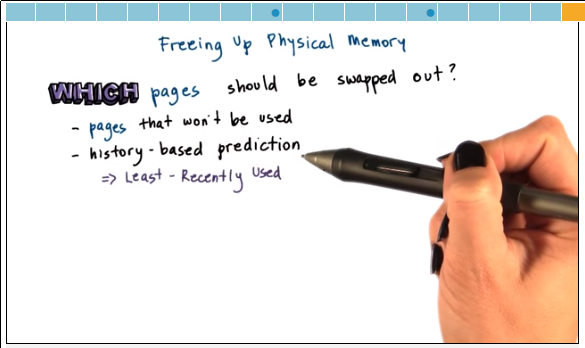 Freeing Up Physical Memory
WHICH pages should be swapped out?
- pages that won't be used
- history-based prediction
=> Least-Recently Used